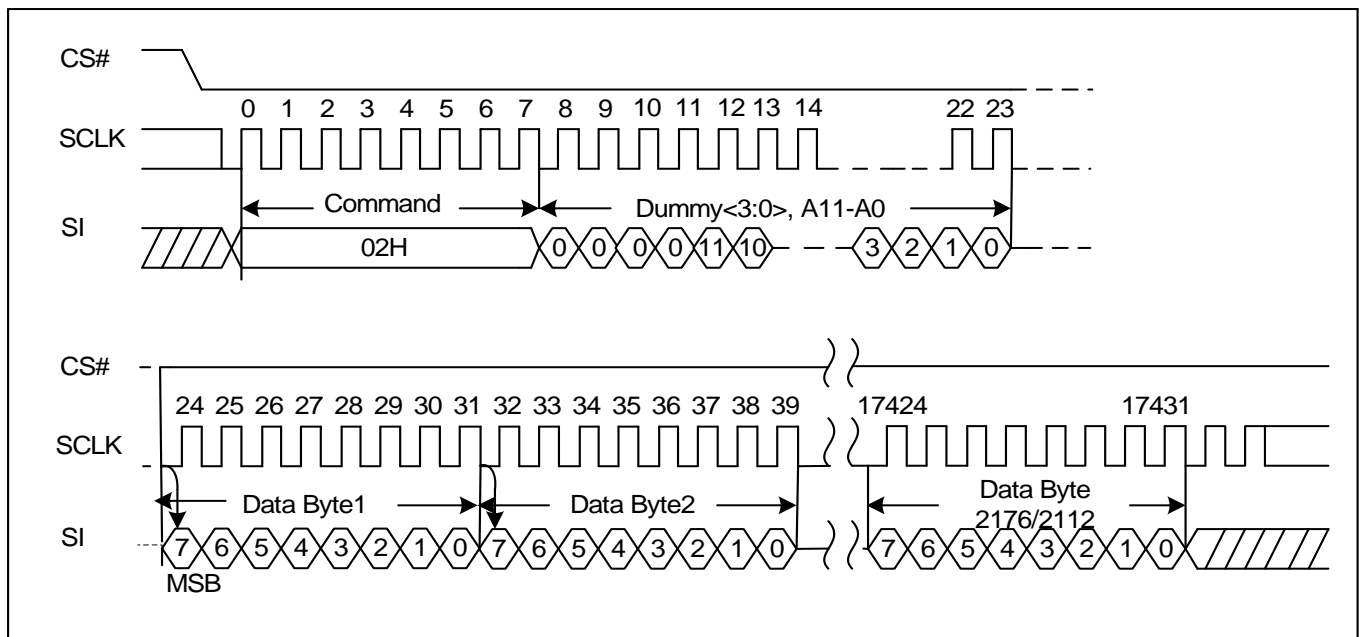 CS#
0 1 2 3 4 5 6 7 8 9 10 11 12 13 14 22 23
SCLK
Command Dummy<3:0>, A11-A0
SI
02H 0 0 0 0 11 10 3 2 1 0
CS#
24 25 26 27 28 29 30 31 32 33 34 35 36 37 38 39 17424 17431
SCLK
Data Byte1 Data Byte2 Data Byte
2176/2112
SI
7 6 5 4 3 2 1 0 7 6 5 4 3 2 1 0 7 6 5 4 3 2 1 0
MSB